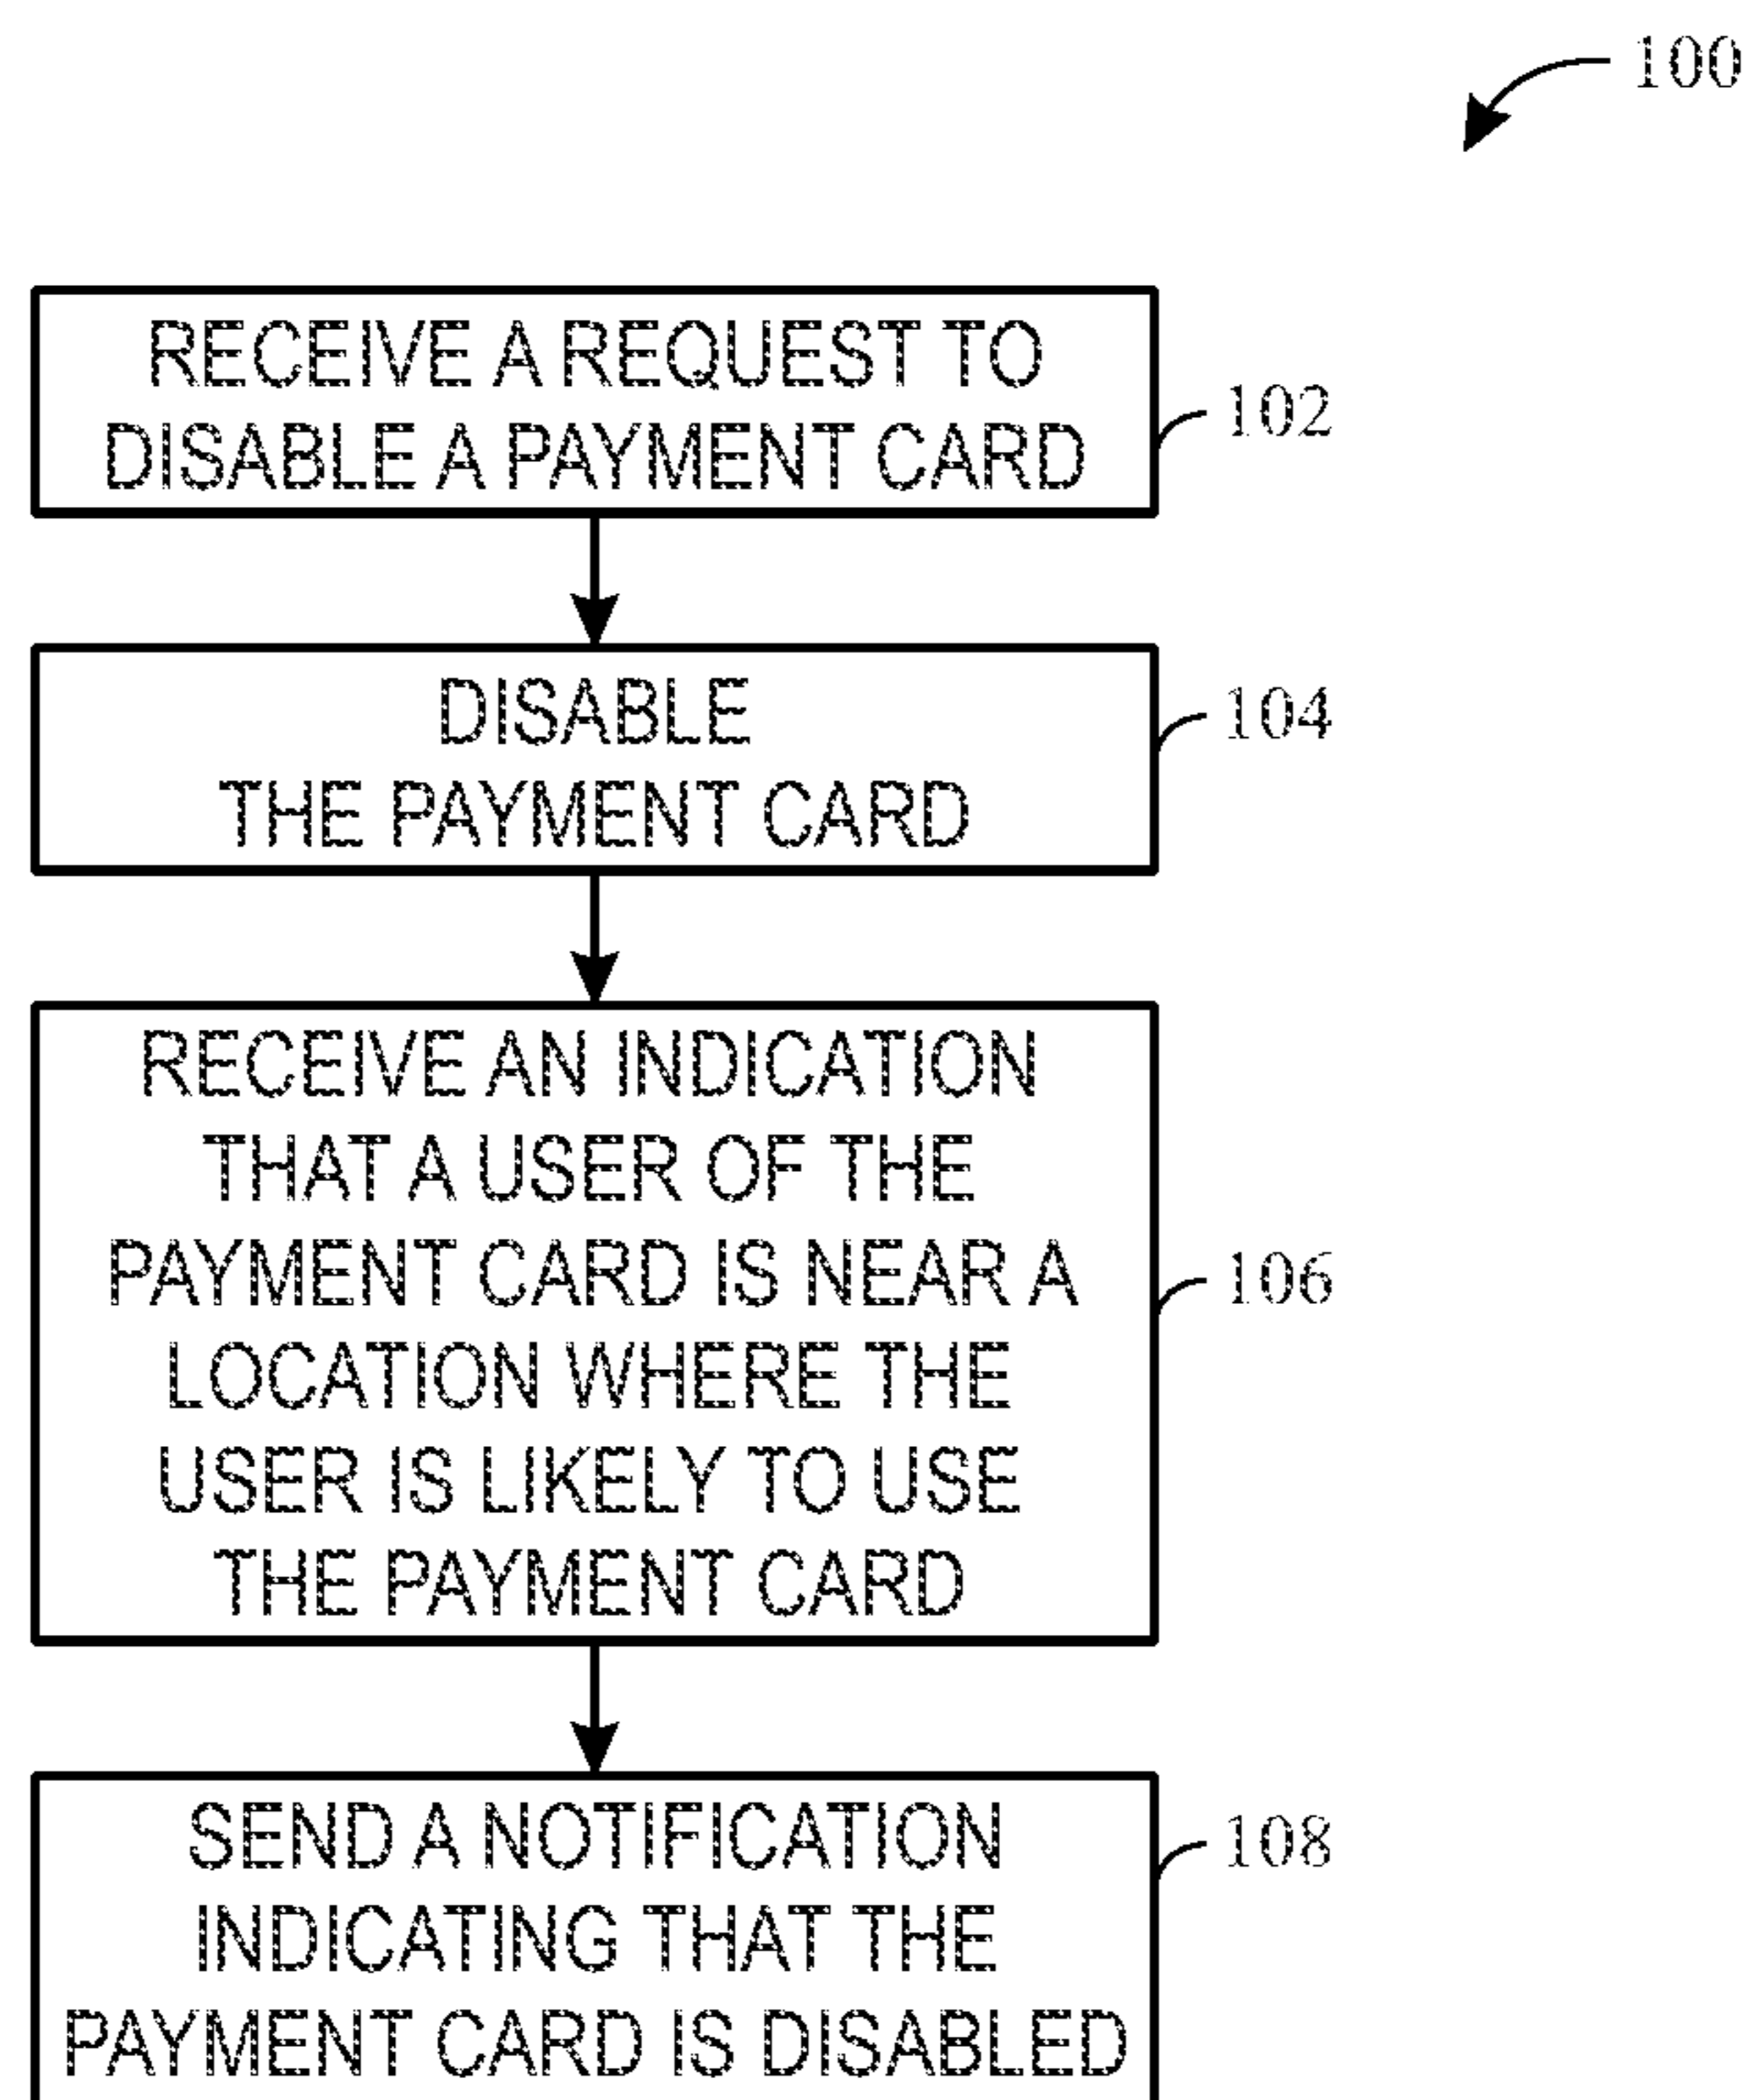 100
RECEIVE A REQUEST TO
DISABLE A PAYMENT CARD
102
DISABLE
THE PAYMENT CARD
104
RECEIVE AN INDICATION
THAT A USER OF THE
PAYMENT CARD IS NEAR A
LOCATION WHERE THE
USER IS LIKELY TO USE
THE PAYMENT CARD
106
SEND A NOTIFICATION
INDICATING THAT THE
PAYMENT CARD IS DISABLED
108